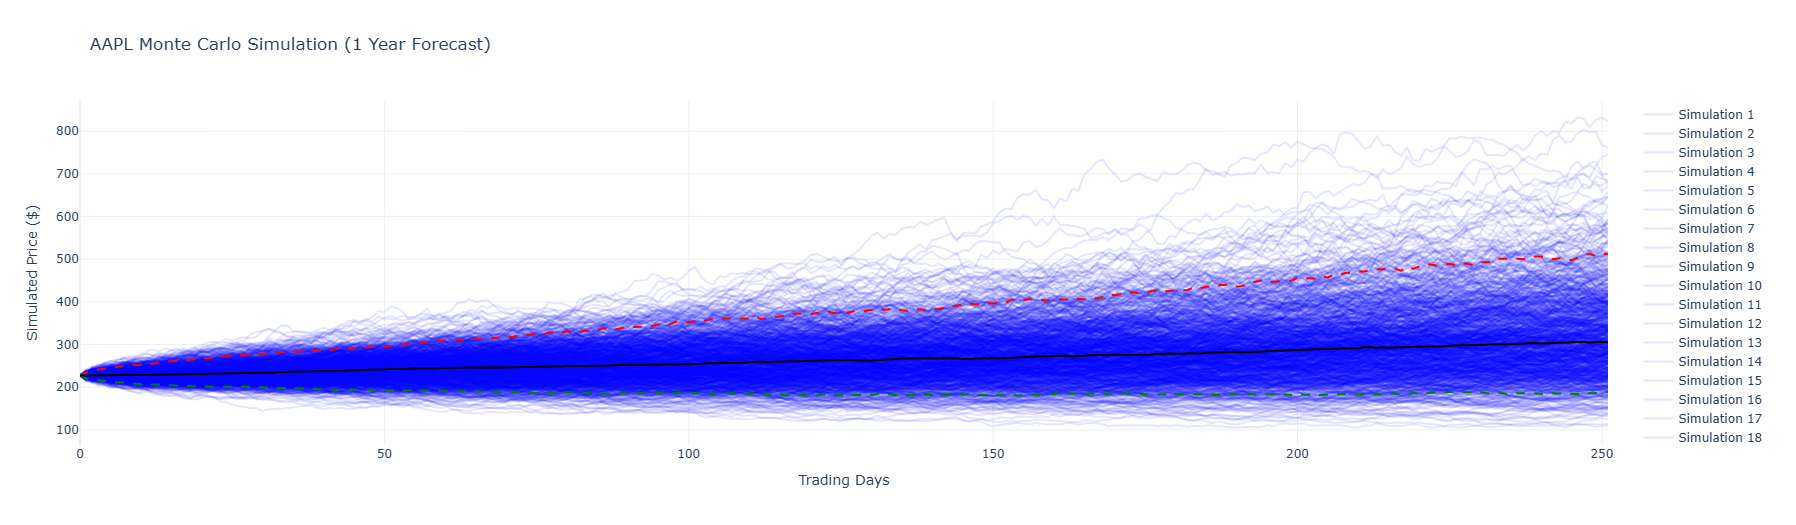 AAPL Monte Carlo Simulation (1 Year Forecast)
800
700
600
500
400
300
200
100
Simulated Price ($)
0
50
100
150
200
250
Trading Days
Simulation 1
Simulation 2
Simulation 3
Simulation 4
Simulation 5
Simulation 6
Simulation 7
Simulation 8
Simulation 9
Simulation 10
Simulation 11
Simulation 12
Simulation 13
Simulation 14
Simulation 15
Simulation 16
Simulation 17
Simulation 18